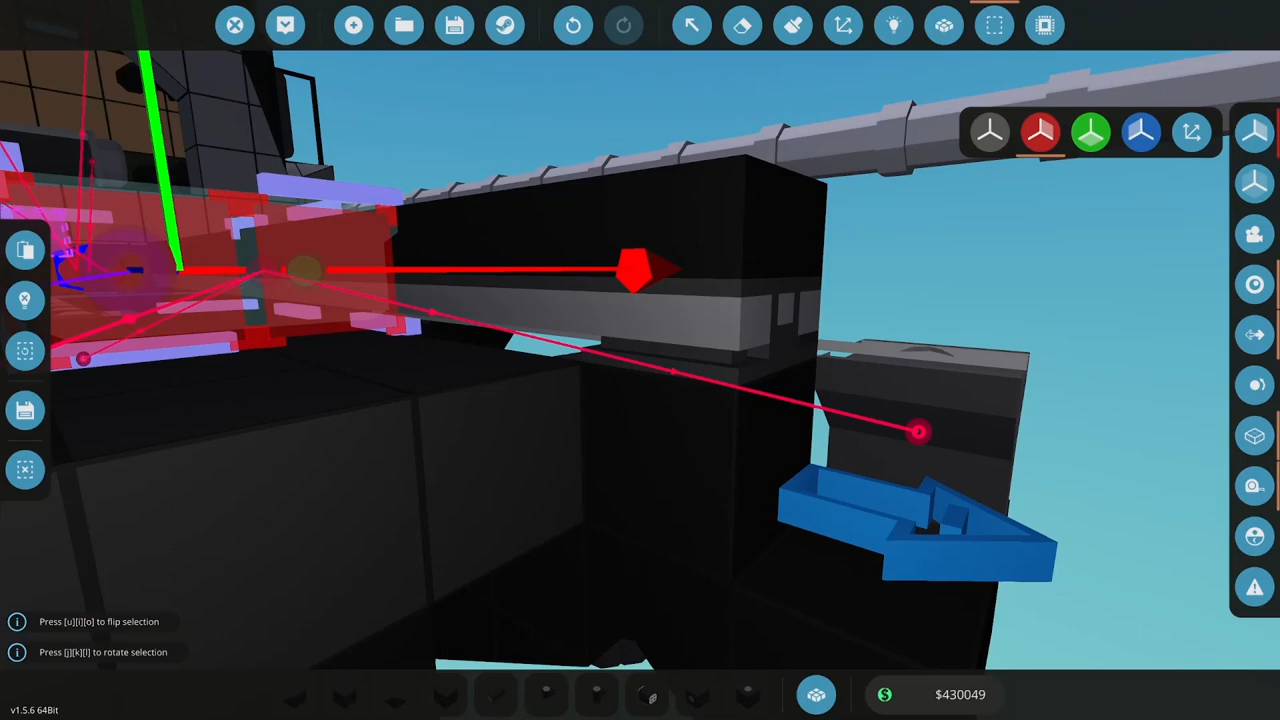 Press [u][i][o] to flip selection
Press [j][k][l] to rotate selection
$430049
v1.5.6 64Bit